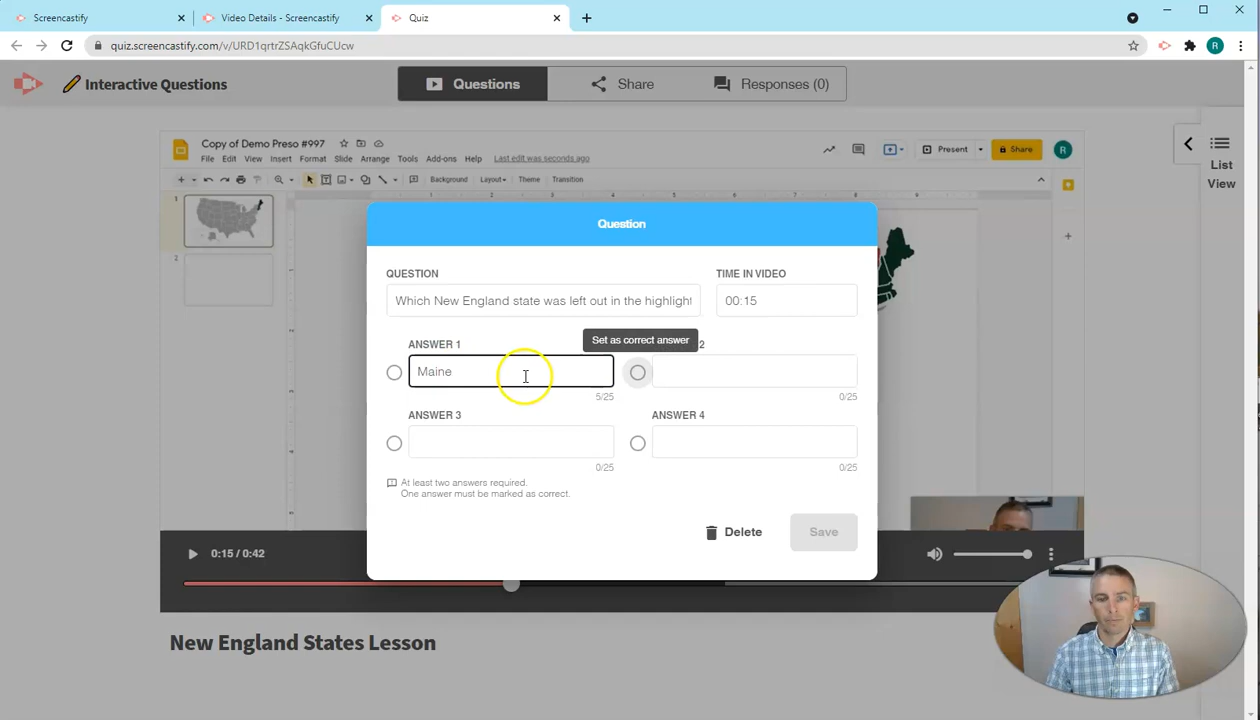 Screencastify
Video Details - Screencastify
Quiz
quiz.screencastify.com/v/URD1qrtrZSAqkGfuCUcw
R
Interactive Questions
Questions
Share
Responses (0)
Copy of Demo Preso #997
File Edit View Insert Format Slide Arrange Tools Add-ons Help Last edit was seconds ago
Present
Share
R
Background Layout Theme Transition
List
View
1
2
Question
QUESTION
TIME IN VIDEO
Which New England state was left out in the highlight
00:15
Set as correct answer
ANSWER 1
2
Maine
5/25
0/25
ANSWER 3
ANSWER 4
0/25
0/25
At least two answers required.
One answer must be marked as correct.
Delete
Save
0:15 / 0:42
New England States Lesson